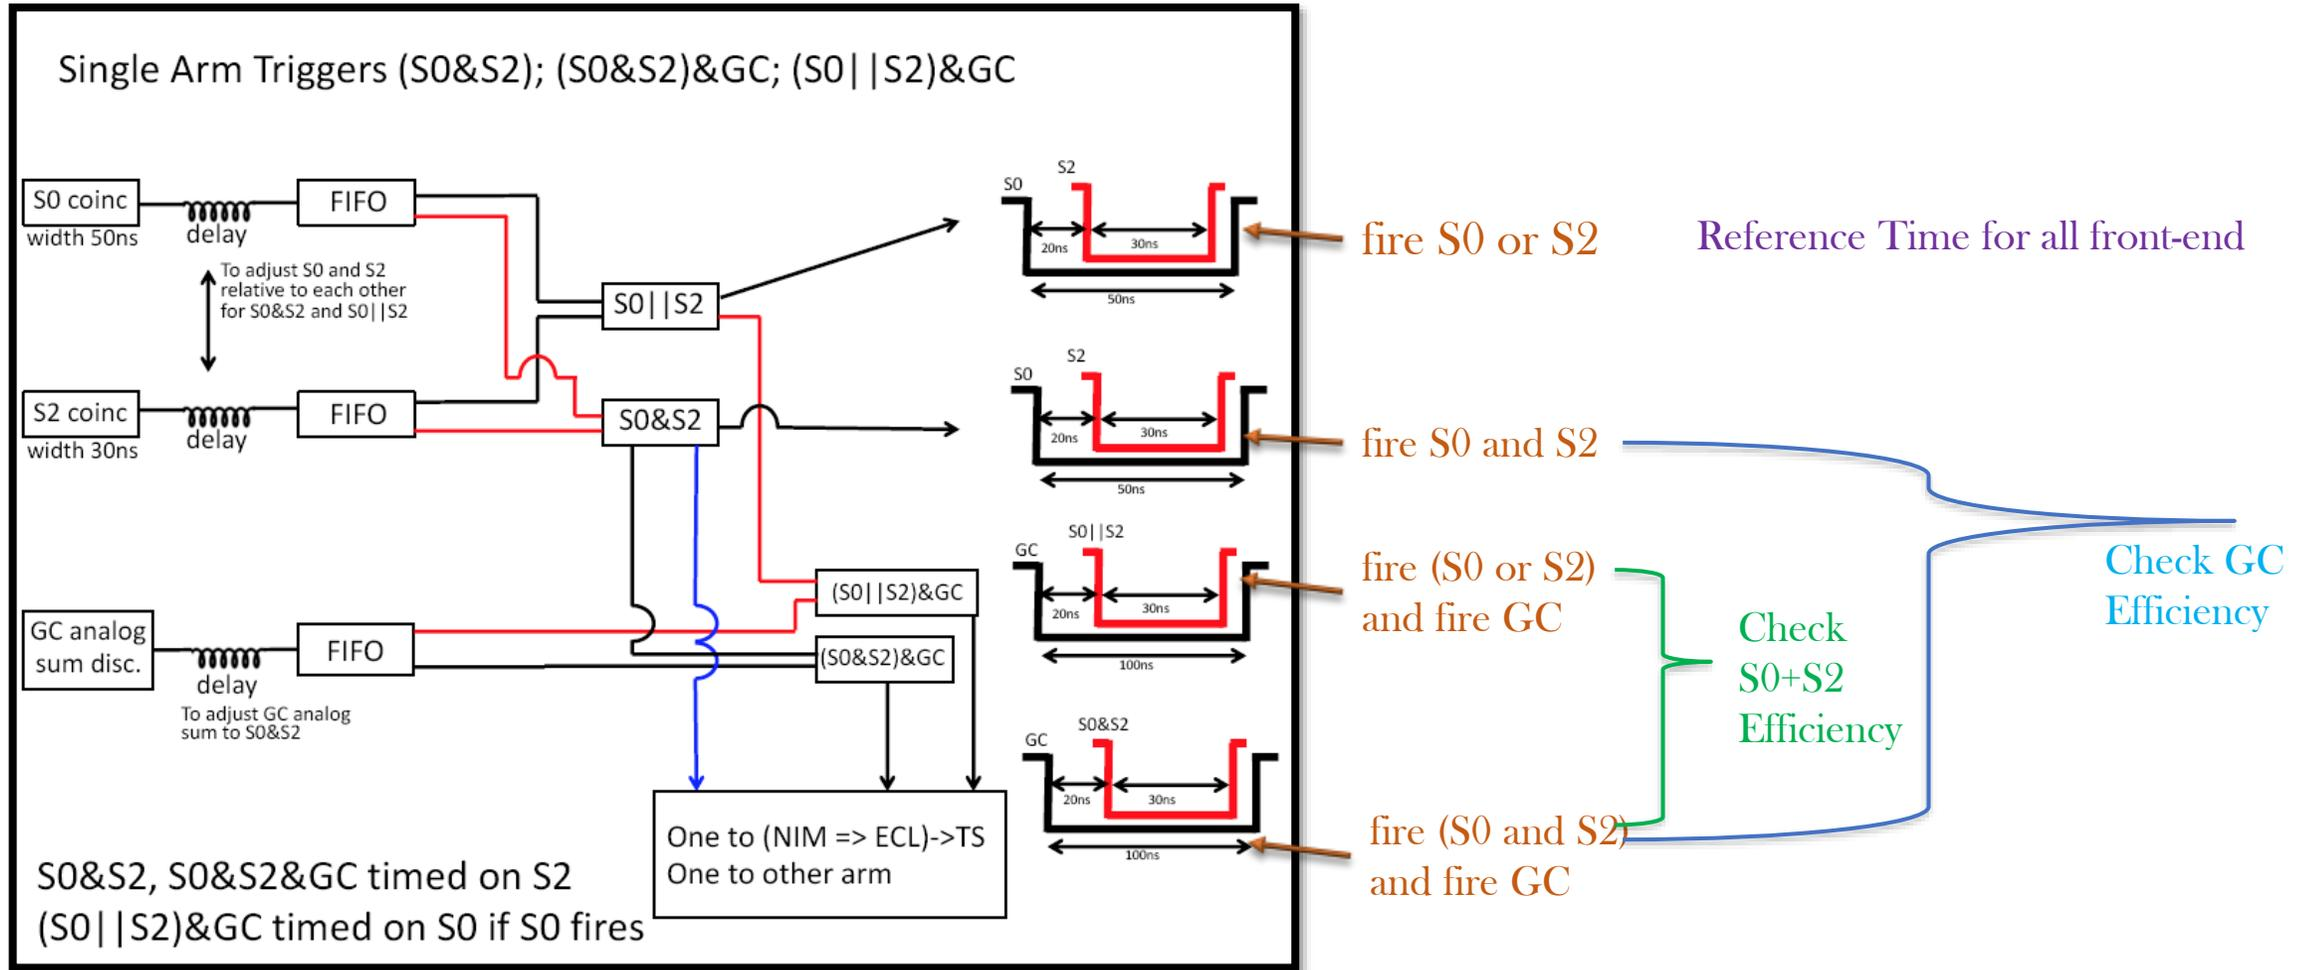 Single Arm Triggers (S0&S2); (S0&S2)&GC; (S0||S2)&GC
S0 coinc
width 50ns
delay
FIFO
To adjust S0 and S2
relative to each other
for S0&S2 and S0||S2
S2 coinc
width 30ns
delay
FIFO
S0||S2
S0&S2
GC analog
sum disc.
delay
FIFO
To adjust GC analog
sum to S0&S2
(S0||S2)&GC
(S0&S2)&GC
One to (NIM => ECL)->TS
One to other arm
S0&S2, S0&S2&GC timed on S2
(S0||S2)&GC timed on S0 if S0 fires
S0
S2
20ns
30ns
50ns
S0
S2
20ns
30ns
50ns
GC
S0||S2
20ns
30ns
100ns
GC
S0&S2
20ns
30ns
100ns
fire S0 or S2
Reference Time for all front-end
fire S0 and S2
fire (S0 or S2)
and fire GC
fire (S0 and S2)
and fire GC
Check
S0+S2
Efficiency
Check GC
Efficiency